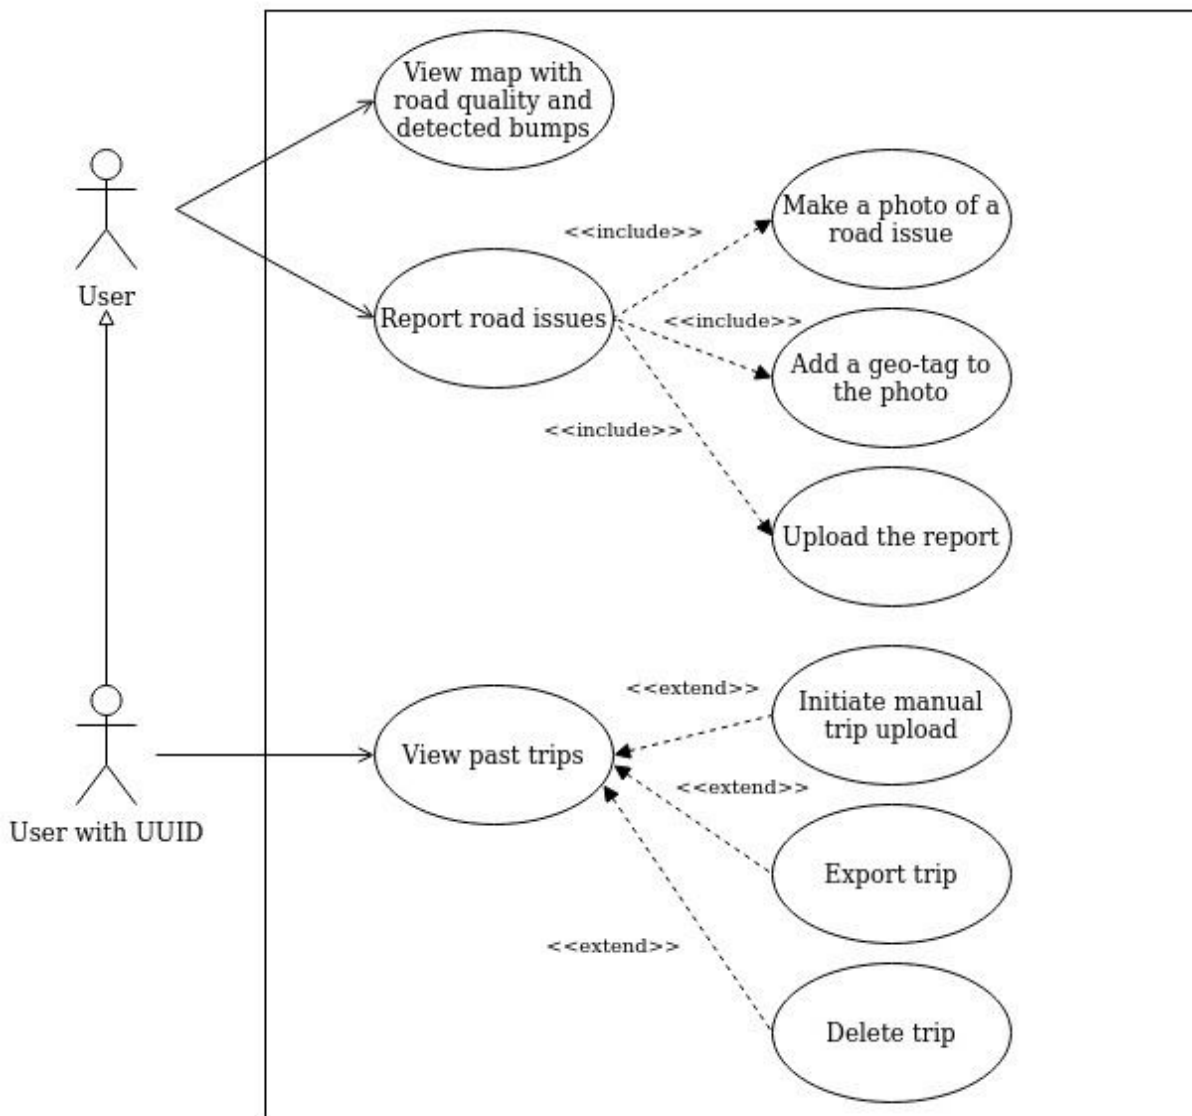 View map with
road quality and
detected bumps
User
Report road issues
<<include>>
<<include>>
<<include>>
Make a photo of a
road issue
Add a geo-tag to
the photo
Upload the report
User with UUID
View past trips
<<extend>>
<<extend>>
<<extend>>
Initiate manual
trip upload
Export trip
Delete trip